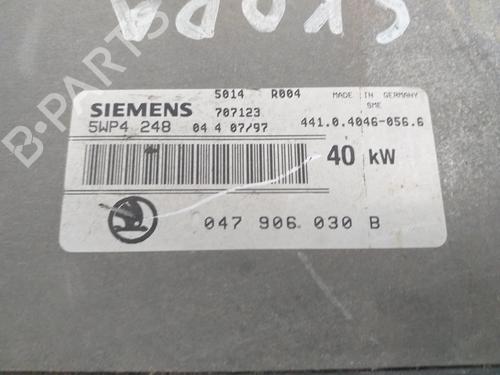 SKODA
5014 R004 MADE IN GERMANY
SIEMENS 707123 SME
5WP4 248 04 4 07/97 441.0.4046-056.6
40 kW
047 906 030 B
B-PARTS